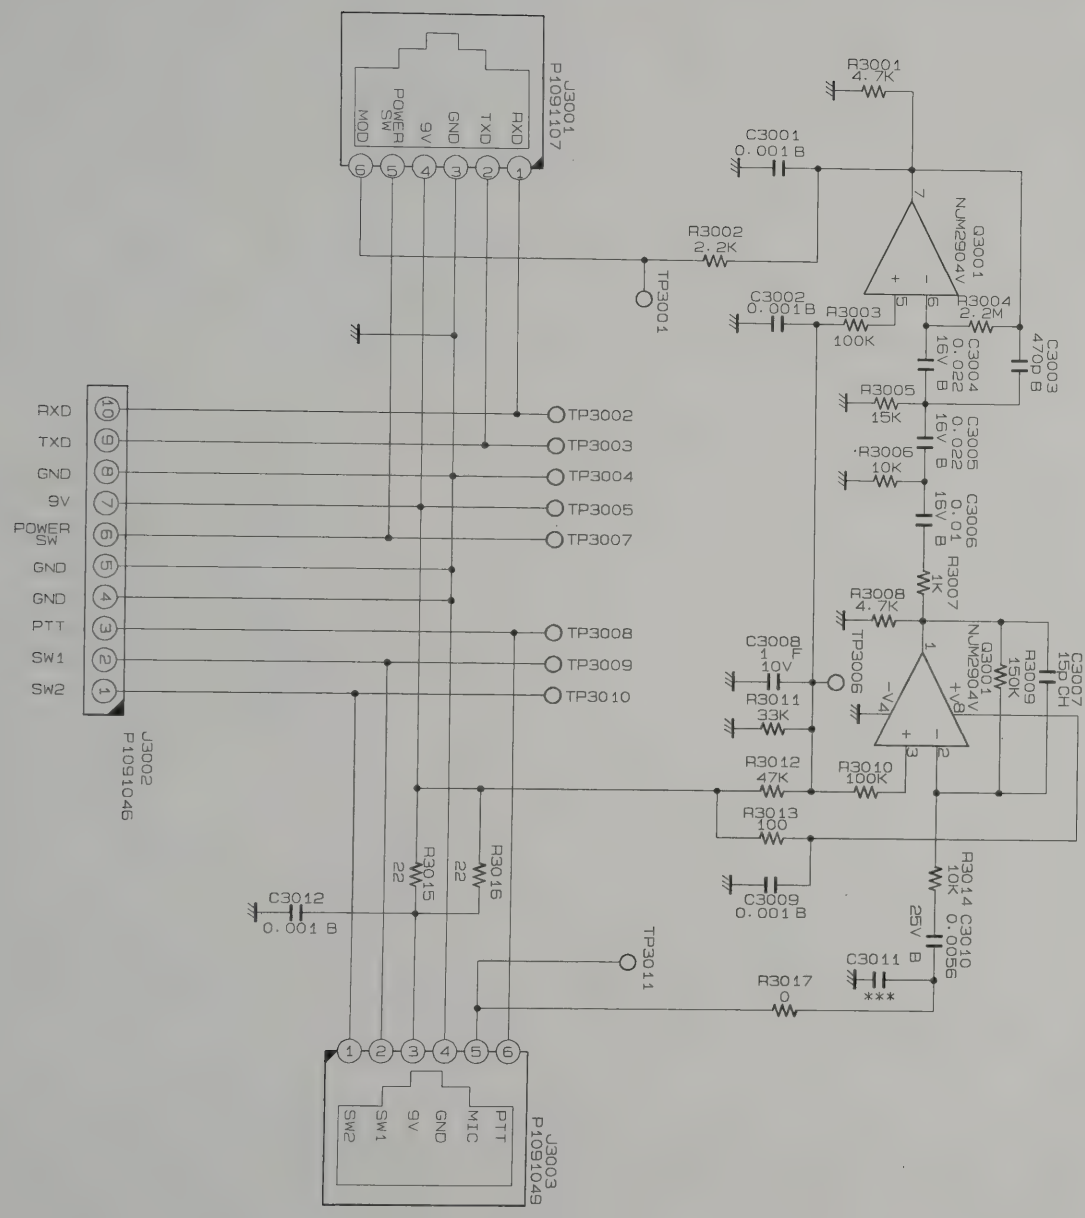 J3001
P1091107
RXD
TXD
GND
9V
POWER
SW
MOD
1
2
3
4
5
6
R3001
4.7K
C3001
0.001 B
R3002
2.2K
TP3001
7
Q3001
NJM2904V
+
-
5
6
C3002
0.001 B
R3003
100K
R3004
2.2M
C3003
470p B
C3004
0.022
16V B
R3005
15K
C3005
0.022
16V B
R3006
10K
C3006
0.01
16V B
R3007
1K
R3008
4.7K
1
Q3001
NJM2904V
-V
4
+V
8
+
-
3
2
R3009
150K
C3007
15p CH
C3008
1 F
10V
TP3006
R3011
33K
R3012
47K
R3010
100K
R3013
100
C3009
0.001 B
R3014
10K
C3010
0.0056
25V B
C3011
***
R3017
0
TP3011
RXD
TXD
GND
9V
POWER
SW
GND
GND
PTT
SW1
SW2
10
9
8
7
6
5
4
3
2
1
J3002
P1091046
TP3002
TP3003
TP3004
TP3005
TP3007
TP3008
TP3009
TP3010
R3015
22
R3016
22
C3012
0.001 B
1
2
3
4
5
6
SW2
SW1
9V
GND
MIC
PTT
J3003
P1091049